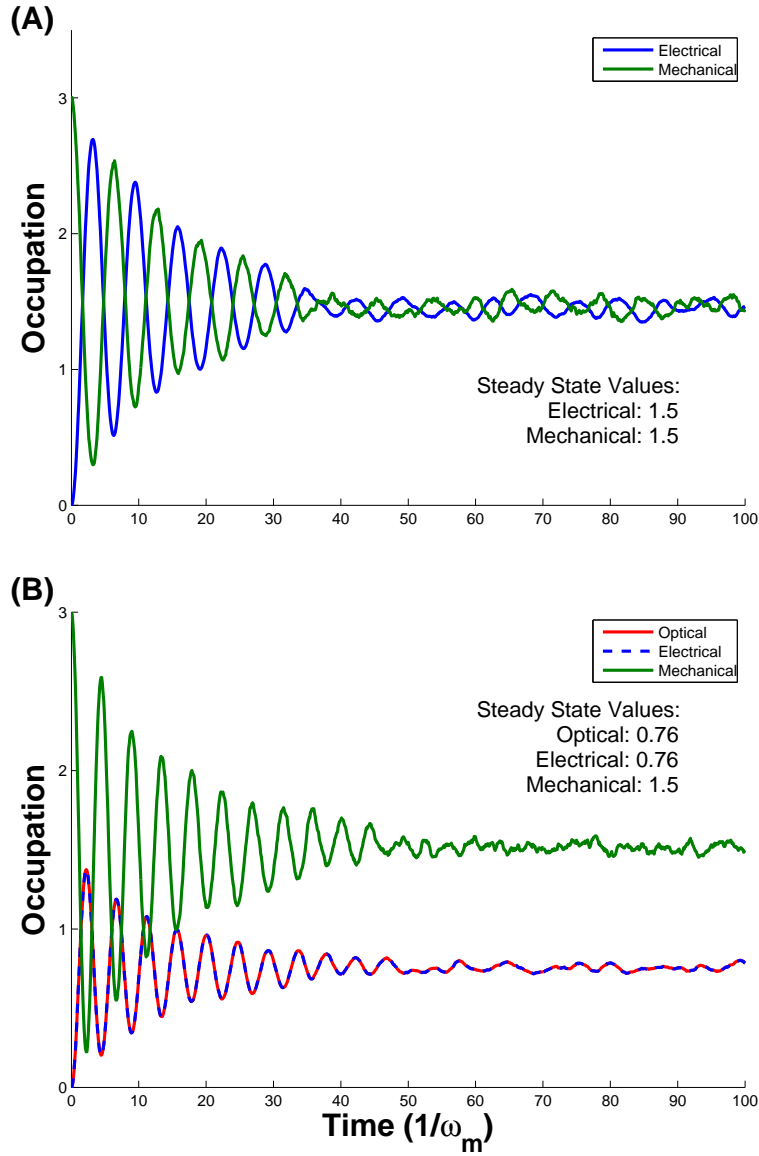 (A)
Electrical
Mechanical
3
2
1
0
Occupation
Steady State Values:
Electrical: 1.5
Mechanical: 1.5
0 10 20 30 40 50 60 70 80 90 100
(B)
3
2
1
0
Occupation
Optical
Electrical
Mechanical
Steady State Values:
Optical: 0.76
Electrical: 0.76
Mechanical: 1.5
0 10 20 30 40 50 60 70 80 90 100
Time (1/ω_m)